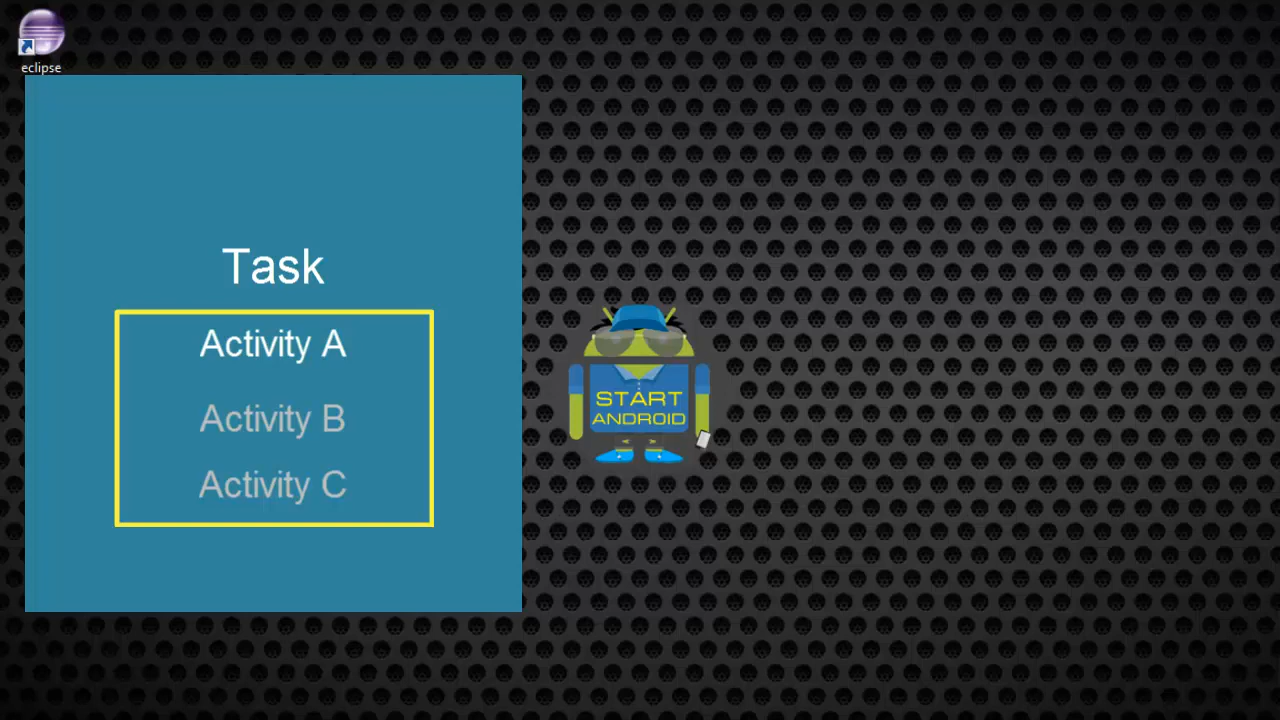 eclipse
Task
Activity A
Activity B
Activity C
START
ANDROID